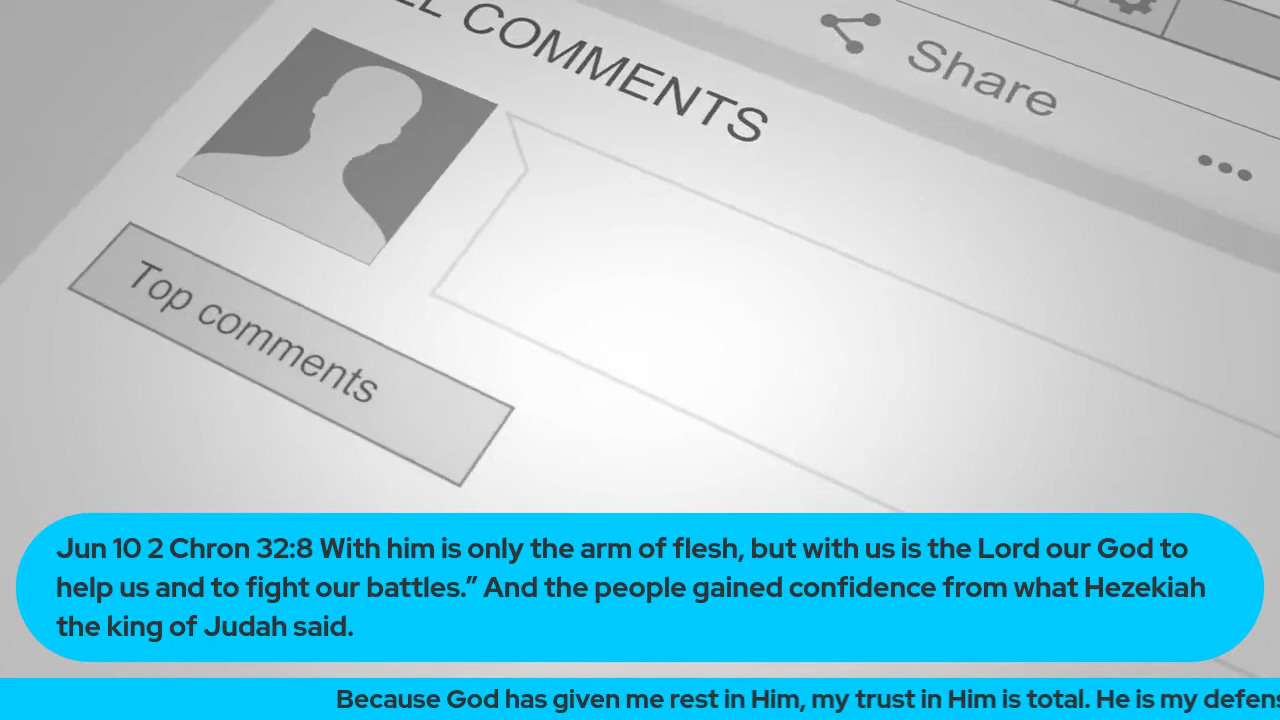 COMMENTS
Share
Top comments
Jun 10 2 Chron 32:8 With him is only the arm of flesh, but with us is the Lord our God to
help us and to fight our battles.” And the people gained confidence from what Hezekiah
the king of Judah said.
Because God has given me rest in Him, my trust in Him is total. He is my